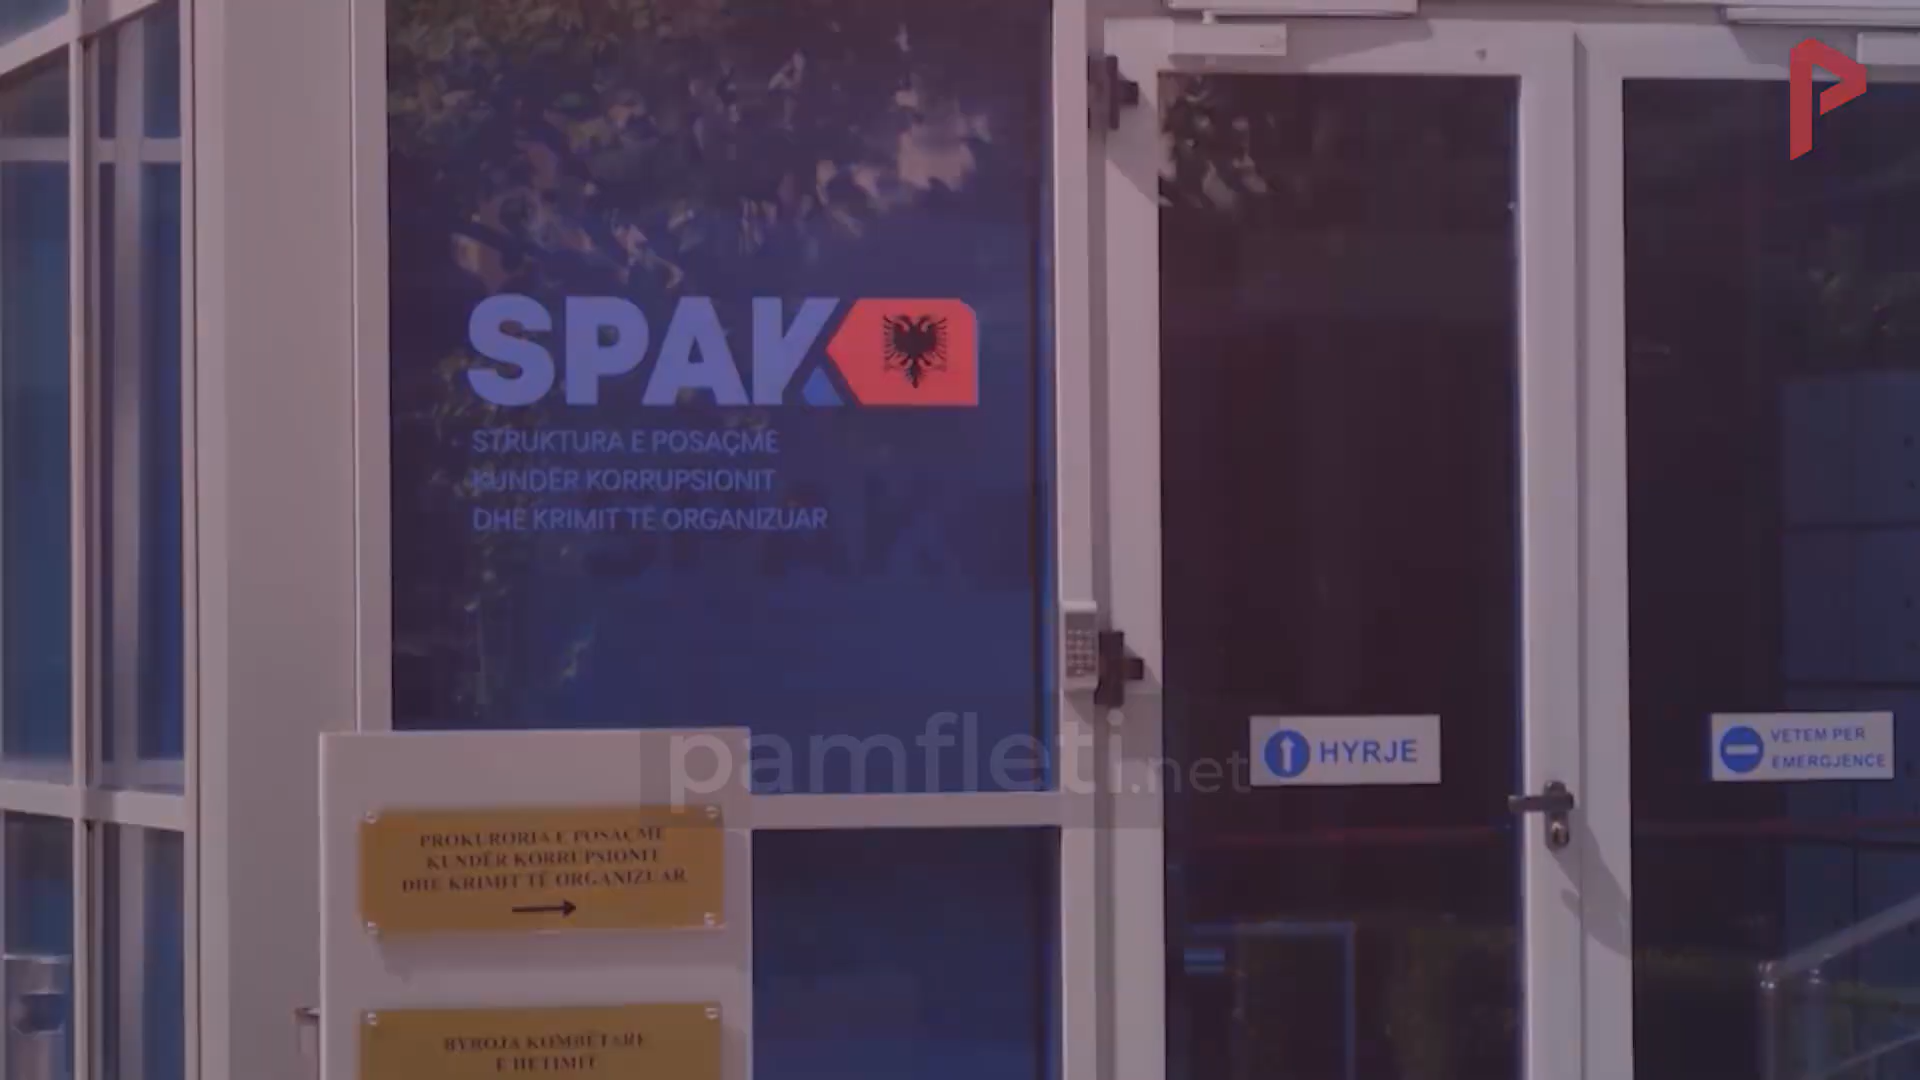 SPAK
STRUKTURA E POSAÇME
KUNDËR KORRUPSIONIT
DHE KRIMIT TË ORGANIZUAR
pamfleti.net
HYRJE
VETEM PER
EMERGJENCE
PROKURORIA E POSAÇME
KUNDËR KORRUPSIONIT
DHE KRIMIT TË ORGANIZUAR
BYROJA KOMBËTARE
E HETIMIT